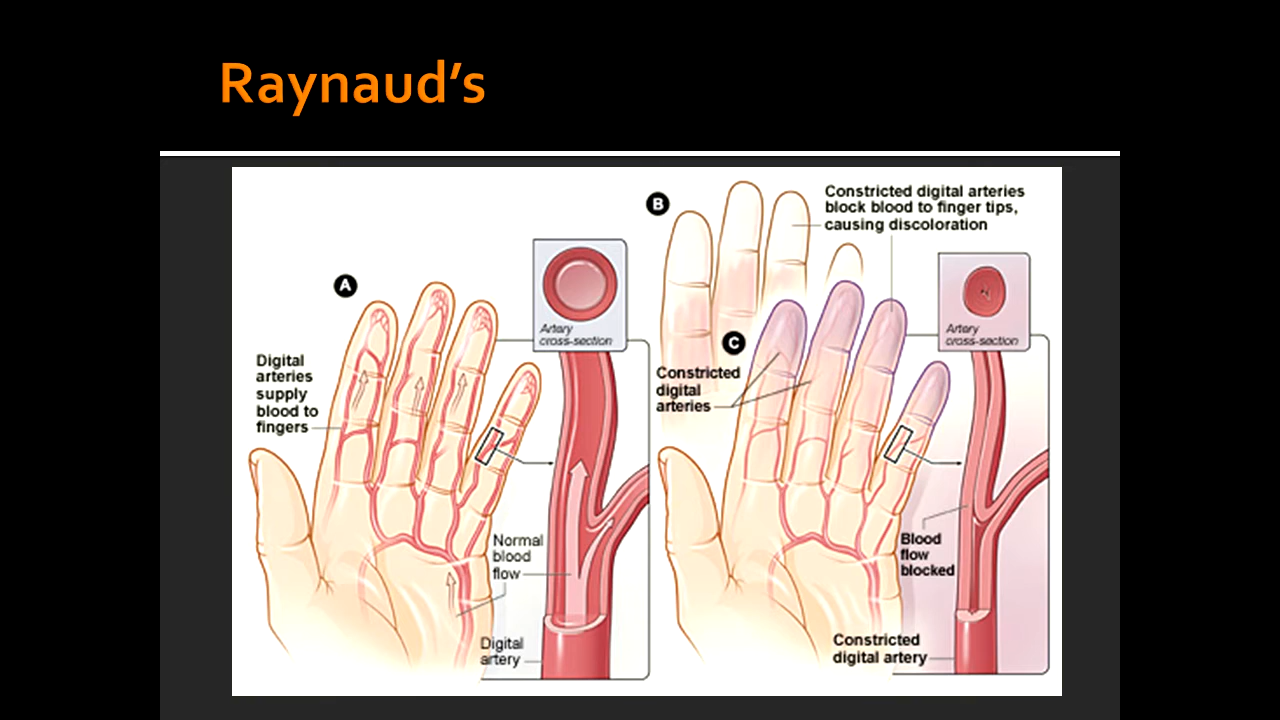 Raynaud’s
A
Digital
arteries
supply
blood to
fingers
Artery
cross-section
Normal
blood
flow
Digital
artery
B
Constricted digital arteries
block blood to finger tips,
causing discoloration
C
Constricted
digital
arteries
Artery
cross-section
Blood
flow
blocked
Constricted
digital artery